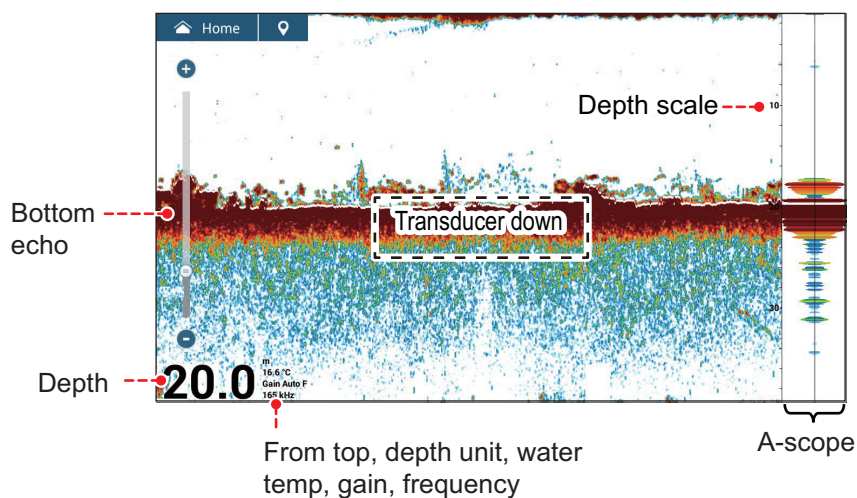 Home
Depth scale
10
Bottom
echo
Transducer down
30
Depth
20.0
m
16.6 °C
Gain Auto F
165 kHz
A-scope
From top, depth unit, water
temp, gain, frequency